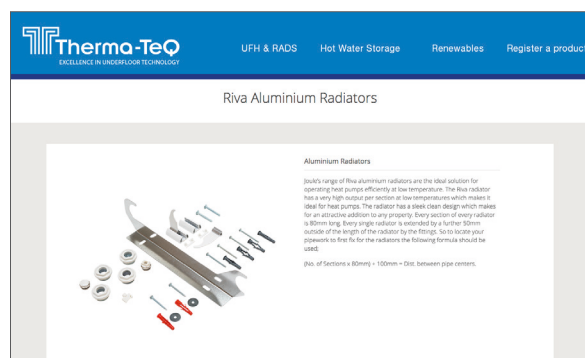 Therma-TeQ
EXCELLENCE IN UNDERFLOOR TECHNOLOGY
UFH & RADS
Hot Water Storage
Renewables
Register a product
Riva Aluminium Radiators
Aluminium Radiators
Joule's range of Riva aluminium radiators are the ideal solution for
operating heat pumps efficiently at low temperature. The Riva radiator
has a very high output per section at low temperatures which makes it
ideal for heat pumps. The radiator has a sleek clean design which makes
for an attractive addition to any property. Every section of every radiator
is 80mm long. Every single radiator is extended by a further 50mm
outside of the length of the radiator by the fittings. So to locate your
pipework to first fix for the radiators the following formula should be
used;
(No. of Sections x 80mm) + 100mm = Dist. between pipe centers.